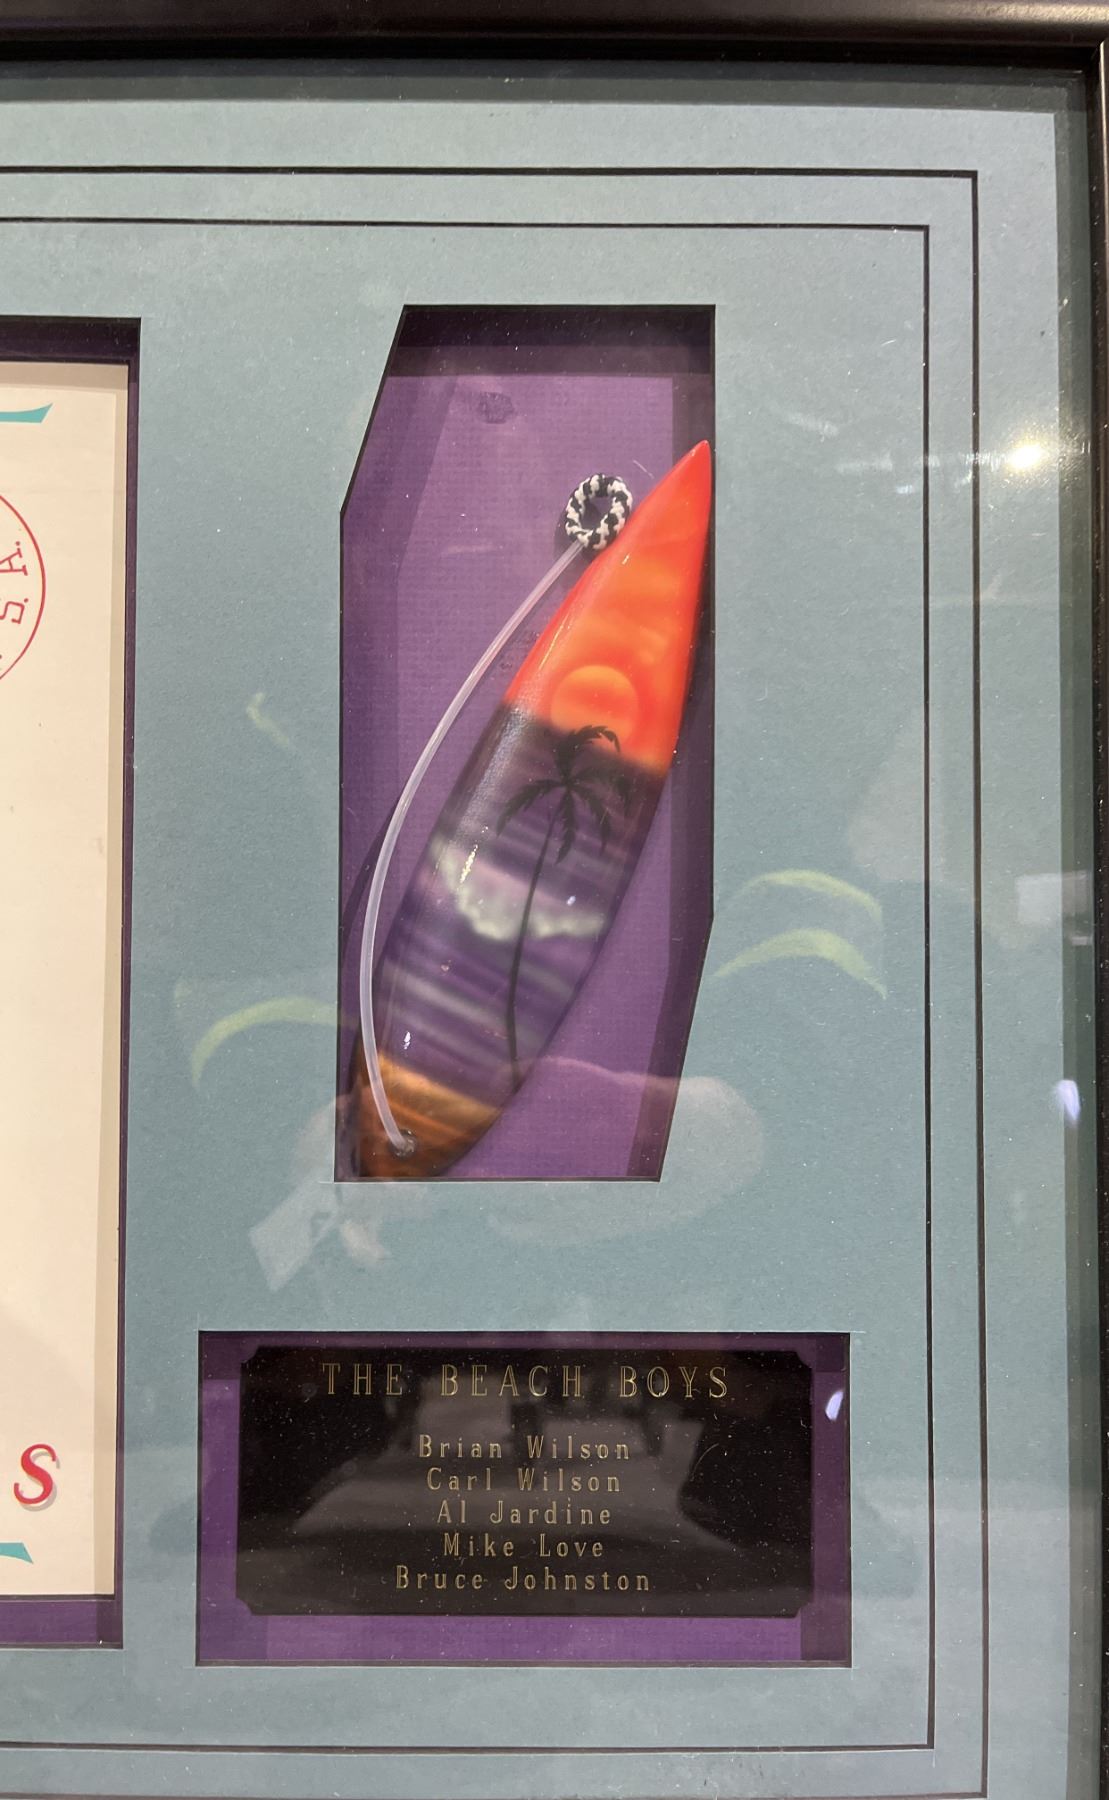 S. A.
S
THE BEACH BOYS
Brian Wilson
Carl Wilson
Al Jardine
Mike Love
Bruce Johnston